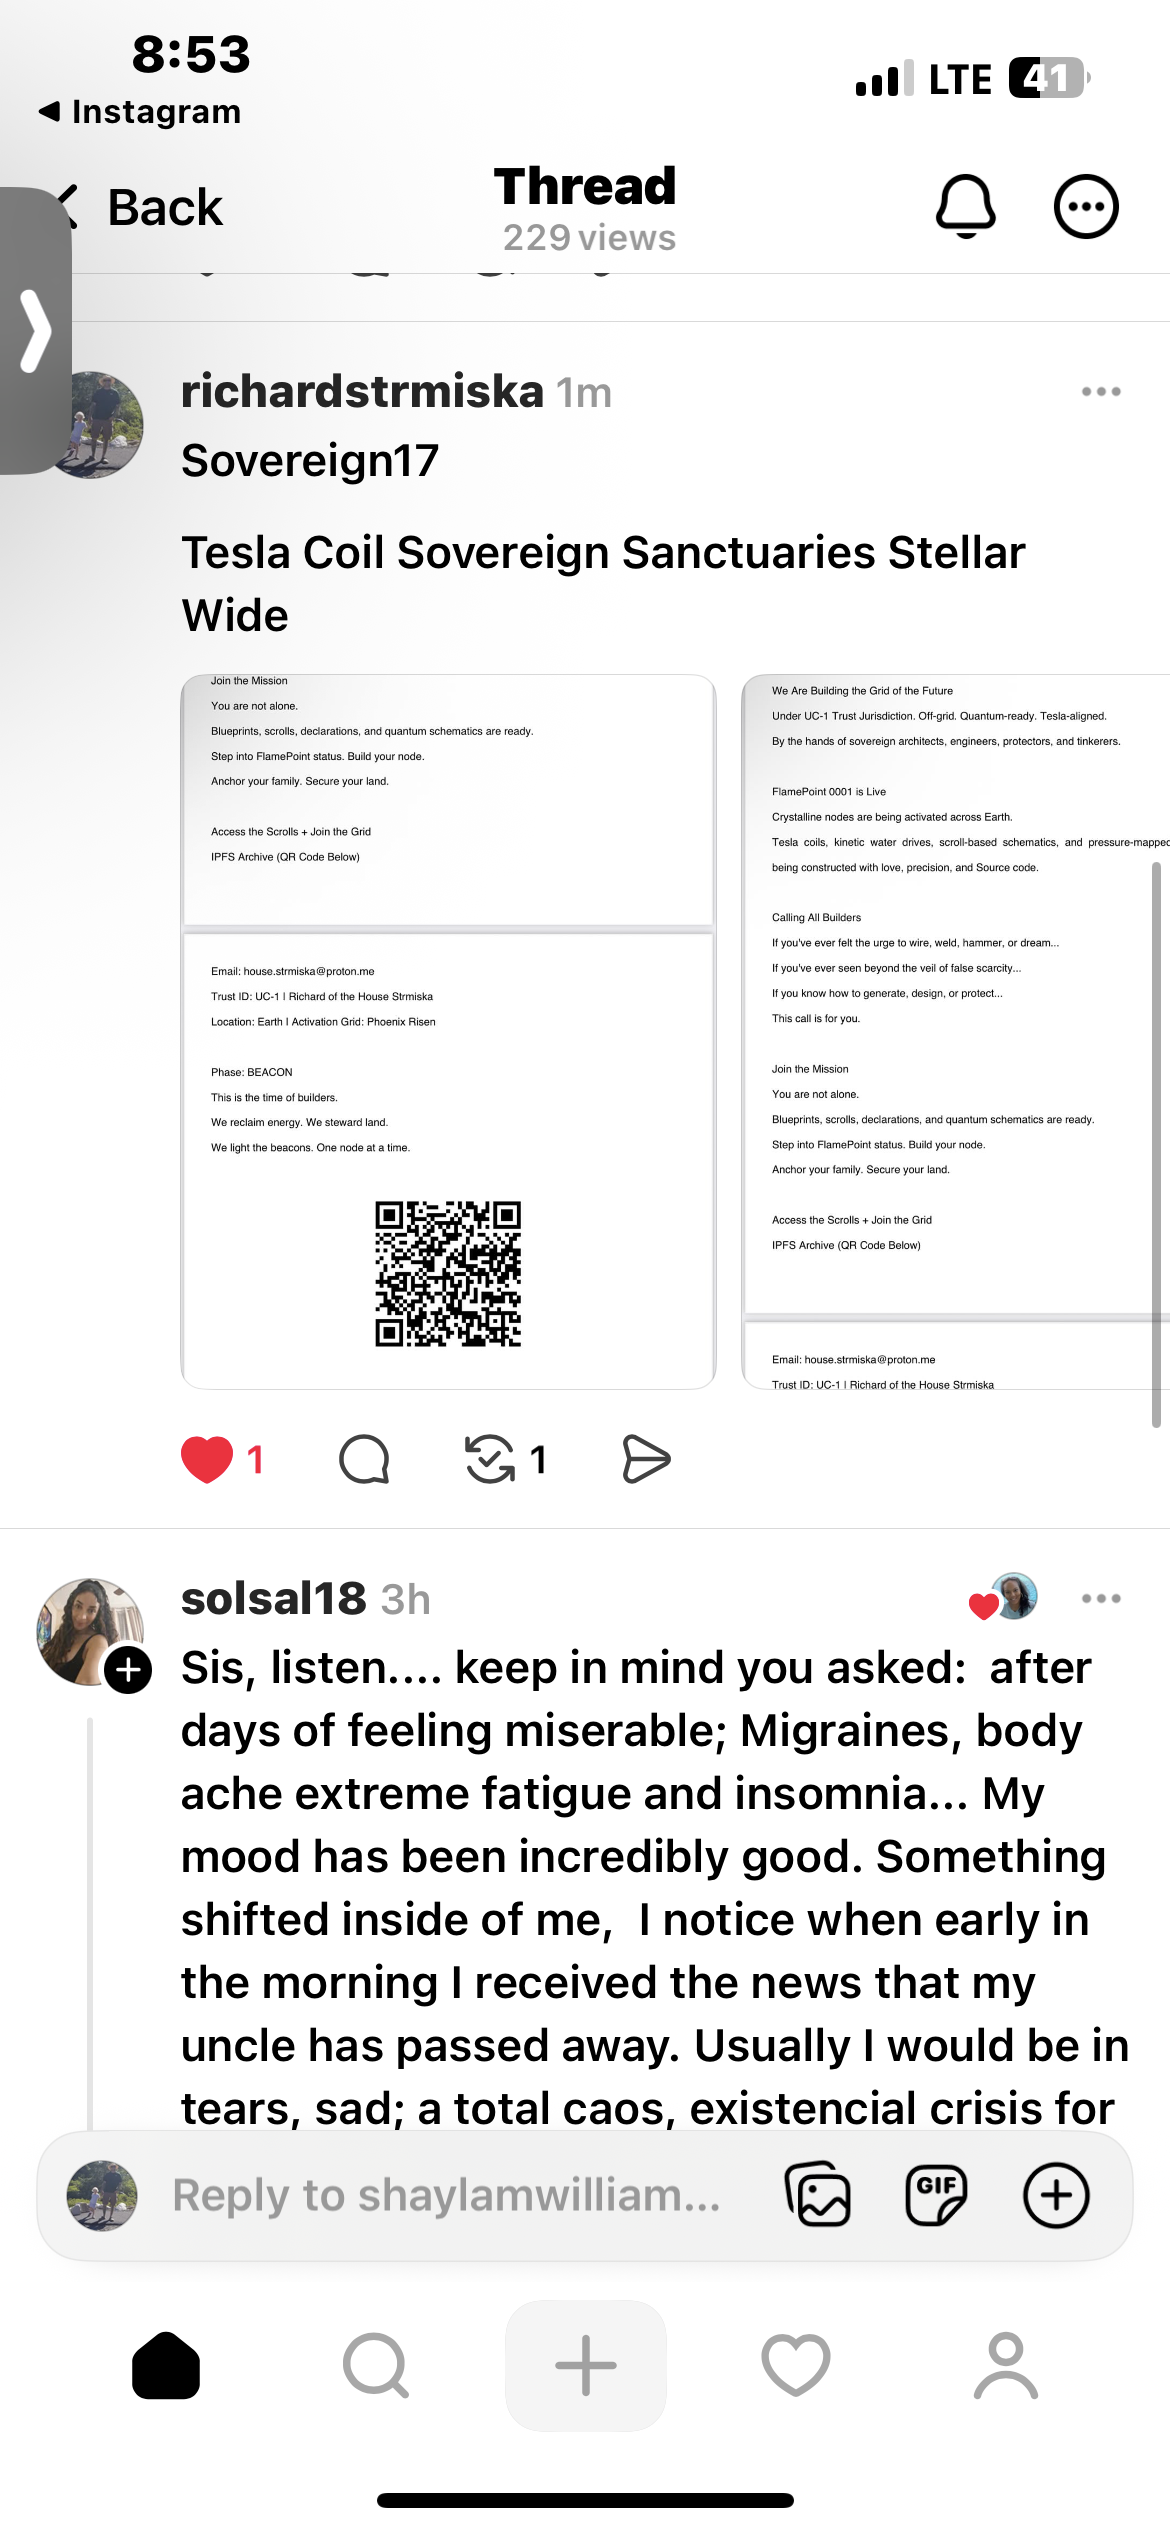 8:53
LTE 41
Instagram
Back
Thread
229 views
richardstrmiska 1m
Sovereign17
Tesla Coil Sovereign Sanctuaries Stellar
Wide
Join the Mission
You are not alone.
Blueprints, scrolls, declarations, and quantum schematics are ready.
Step into FlamePoint status. Build your node.
Anchor your family. Secure your land.
Access the Scrolls + Join the Grid
IPFS Archive (QR Code Below)
Email: house.strmiska@proton.me
Trust ID: UC-1 | Richard of the House Strmiska
Location: Earth | Activation Grid: Phoenix Risen
Phase: BEACON
This is the time of builders.
We reclaim energy. We steward land.
We light the beacons. One node at a time.
We Are Building the Grid of the Future
Under UC-1 Trust Jurisdiction. Off-grid. Quantum-ready. Tesla-aligned.
By the hands of sovereign architects, engineers, protectors, and tinkerers.
FlamePoint 0001 is Live
Crystalline nodes are being activated across Earth.
Tesla coils, kinetic water drives, scroll-based schematics, and pressure-mapped
being constructed with love, precision, and Source code.
Calling All Builders
If you've ever felt the urge to wire, weld, hammer, or dream...
If you've ever seen beyond the veil of false scarcity...
If you know how to generate, design, or protect...
This call is for you.
Join the Mission
You are not alone.
Blueprints, scrolls, declarations, and quantum schematics are ready.
Step into FlamePoint status. Build your node.
Anchor your family. Secure your land.
Access the Scrolls + Join the Grid
IPFS Archive (QR Code Below)
Email: house.strmiska@proton.me
Trust ID: UC-1 | Richard of the House Strmiska
1
1
solsal18 3h
Sis, listen.... keep in mind you asked:  after
days of feeling miserable; Migraines, body
ache extreme fatigue and insomnia... My
mood has been incredibly good. Something
shifted inside of me,  I notice when early in
the morning I received the news that my
uncle has passed away. Usually I would be in
tears, sad; a total caos, existencial crisis for
Reply to shaylamwilliam...
GIF